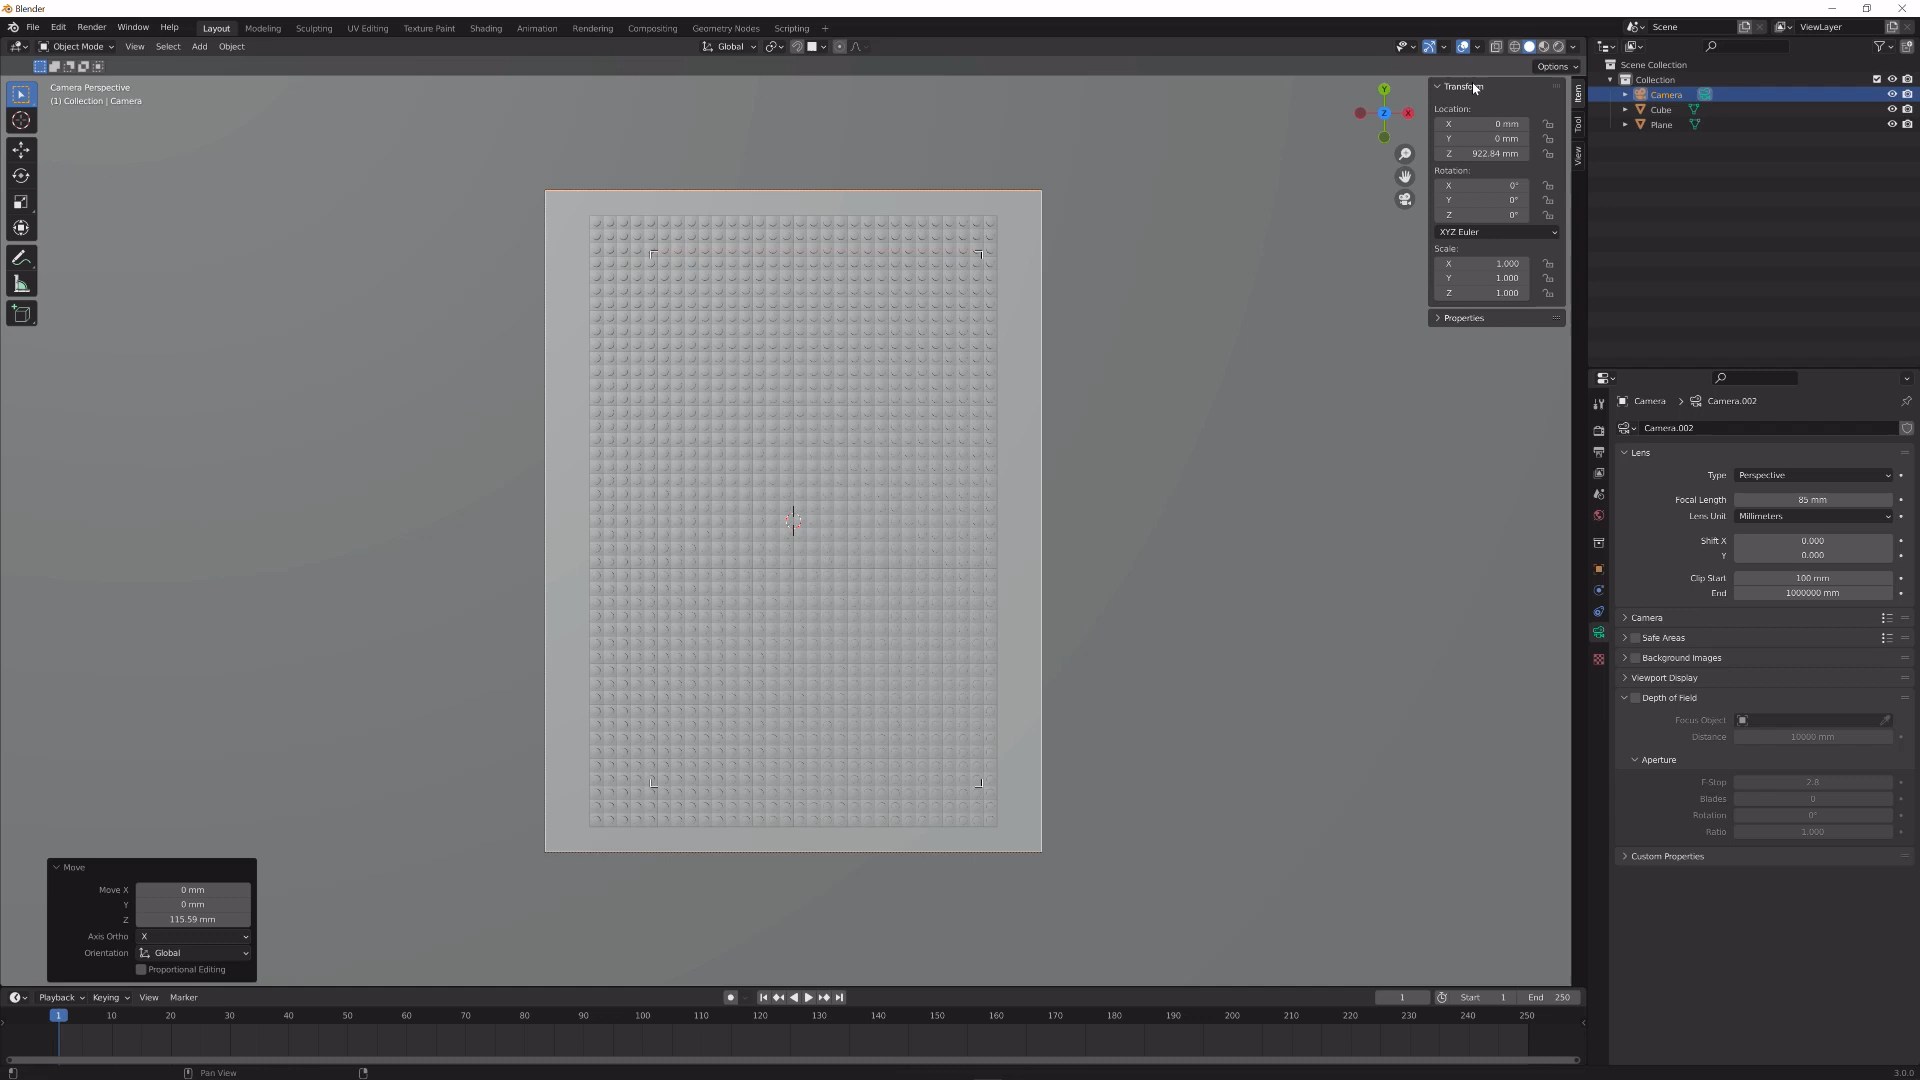 Blender
File Edit Render Window Help Layout Modeling Sculpting UV Editing Texture Paint Shading Animation Rendering Compositing Geometry Nodes Scripting + Scene ViewLayer
Object Mode View Select Add Object Global
Options
Camera Perspective
(1) Collection | Camera
Y
Z
X
Transform
Location:
X 0 mm
Y 0 mm
Z 922.84 mm
Rotation:
X 0°
Y 0°
Z 0°
XYZ Euler
Scale:
X 1.000
Y 1.000
Z 1.000
Properties
Item
Tool
View
Scene Collection
Collection
Camera
Cube
Plane
Camera > Camera.002
Camera.002
Lens
Type Perspective
Focal Length 85 mm
Lens Unit Millimeters
Shift X 0.000
Y 0.000
Clip Start 100 mm
End 1000000 mm
Camera
Safe Areas
Background Images
Viewport Display
Depth of Field
Focus Object
Distance 10000 mm
Aperture
F-Stop 2.8
Blades 0
Rotation 0°
Ratio 1.000
Custom Properties
Move
Move X 0 mm
Y 0 mm
Z 115.59 mm
Axis Ortho X
Orientation Global
Proportional Editing
Playback Keying View Marker 1 Start 1 End 250
1 10 20 30 40 50 60 70 80 90 100 110 120 130 140 150 160 170 180 190 200 210 220 230 240 250
Pan View 3.0.0